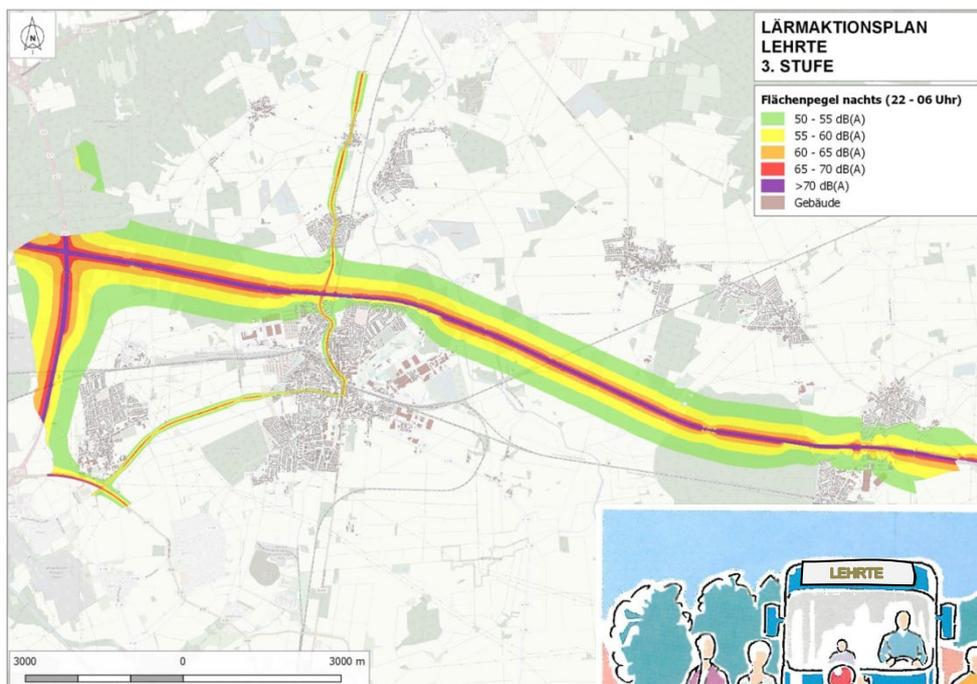 N
LÄRMAKTIONSPLAN
LEHRTE
3. STUFE
Flächenpegel nachts (22 - 06 Uhr)
50 - 55 dB(A)
55 - 60 dB(A)
60 - 65 dB(A)
65 - 70 dB(A)
>70 dB(A)
Gebäude
LEHRTE
3000 0 3000 m